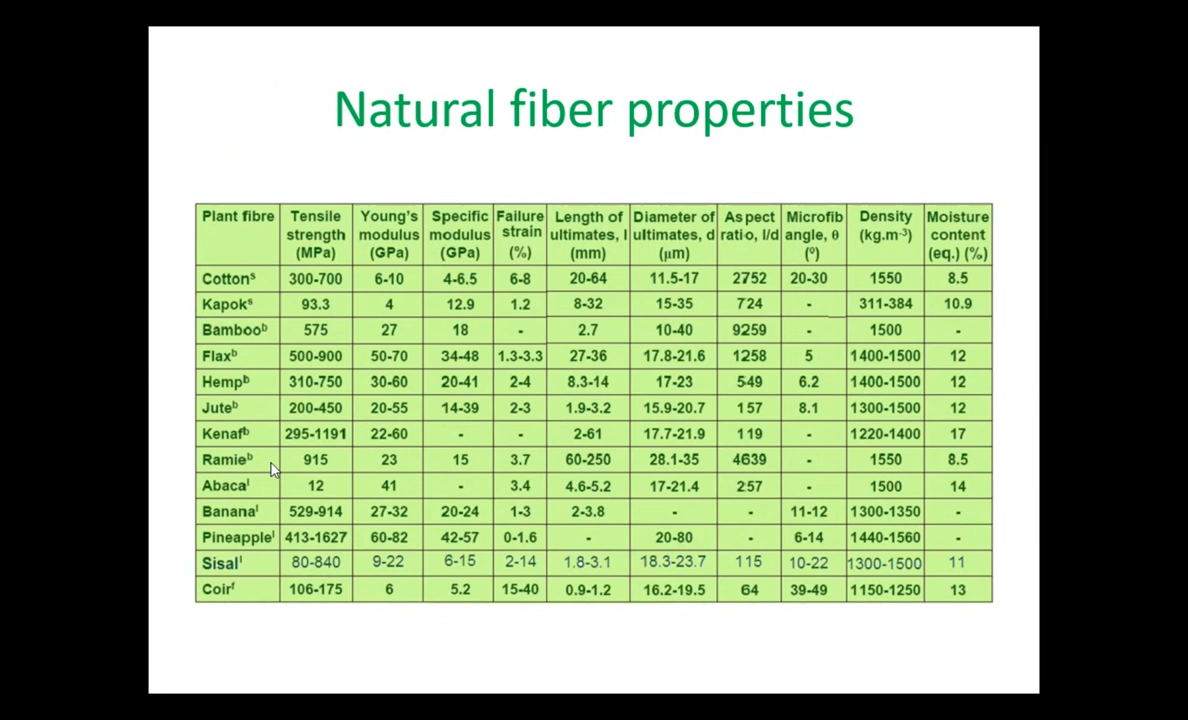 Natural fiber properties
Plant fibre Tensile strength (MPa) Young's modulus (GPa) Specific modulus (GPa) Failure strain (%) Length of ultimates, l (mm) Diameter of ultimates, d (μm) Aspect ratio, l/d Microfib angle, θ (⁰) Density (kg.m⁻³) Moisture content (eq.) (%)
Cottonˢ 300-700 6-10 4-6.5 6-8 20-64 11.5-17 2752 20-30 1550 8.5
Kapokˢ 93.3 4 12.9 1.2 8-32 15-35 724 - 311-384 10.9
Bambooᵇ 575 27 18 - 2.7 10-40 9259 - 1500 -
Flaxᵇ 500-900 50-70 34-48 1.3-3.3 27-36 17.8-21.6 1258 5 1400-1500 12
Hempᵇ 310-750 30-60 20-41 2-4 8.3-14 17-23 549 6.2 1400-1500 12
Juteᵇ 200-450 20-55 14-39 2-3 1.9-3.2 15.9-20.7 157 8.1 1300-1500 12
Kenafᵇ 295-1191 22-60 - - 2-61 17.7-21.9 119 - 1220-1400 17
Ramieᵇ 915 23 15 3.7 60-250 28.1-35 4639 - 1550 8.5
Abacaˡ 12 41 - 3.4 4.6-5.2 17-21.4 257 - 1500 14
Bananaˡ 529-914 27-32 20-24 1-3 2-3.8 - - 11-12 1300-1350 -
Pineappleˡ 413-1627 60-82 42-57 0-1.6 - 20-80 - 6-14 1440-1560 -
Sisalˡ 80-840 9-22 6-15 2-14 1.8-3.1 18.3-23.7 115 10-22 1300-1500 11
Coirᶠ 106-175 6 5.2 15-40 0.9-1.2 16.2-19.5 64 39-49 1150-1250 13